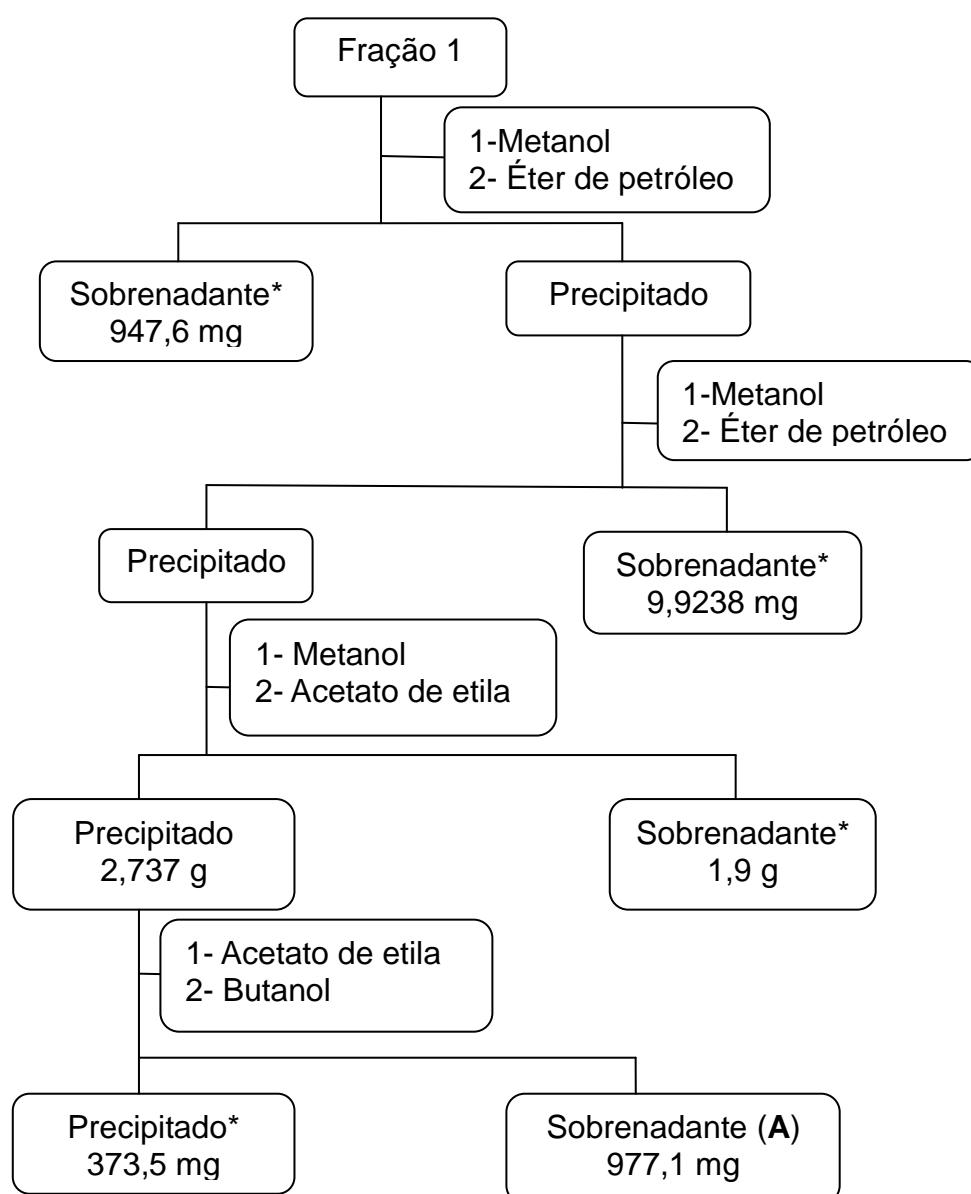 Fração 1
1-Metanol
2- Éter de petróleo
Sobrenadante*
947,6 mg
Precipitado
1-Metanol
2- Éter de petróleo
Precipitado
Sobrenadante*
9,9238 mg
1- Metanol
2- Acetato de etila
Precipitado
2,737 g
Sobrenadante*
1,9 g
1- Acetato de etila
2- Butanol
Precipitado*
373,5 mg
Sobrenadante (A)
977,1 mg